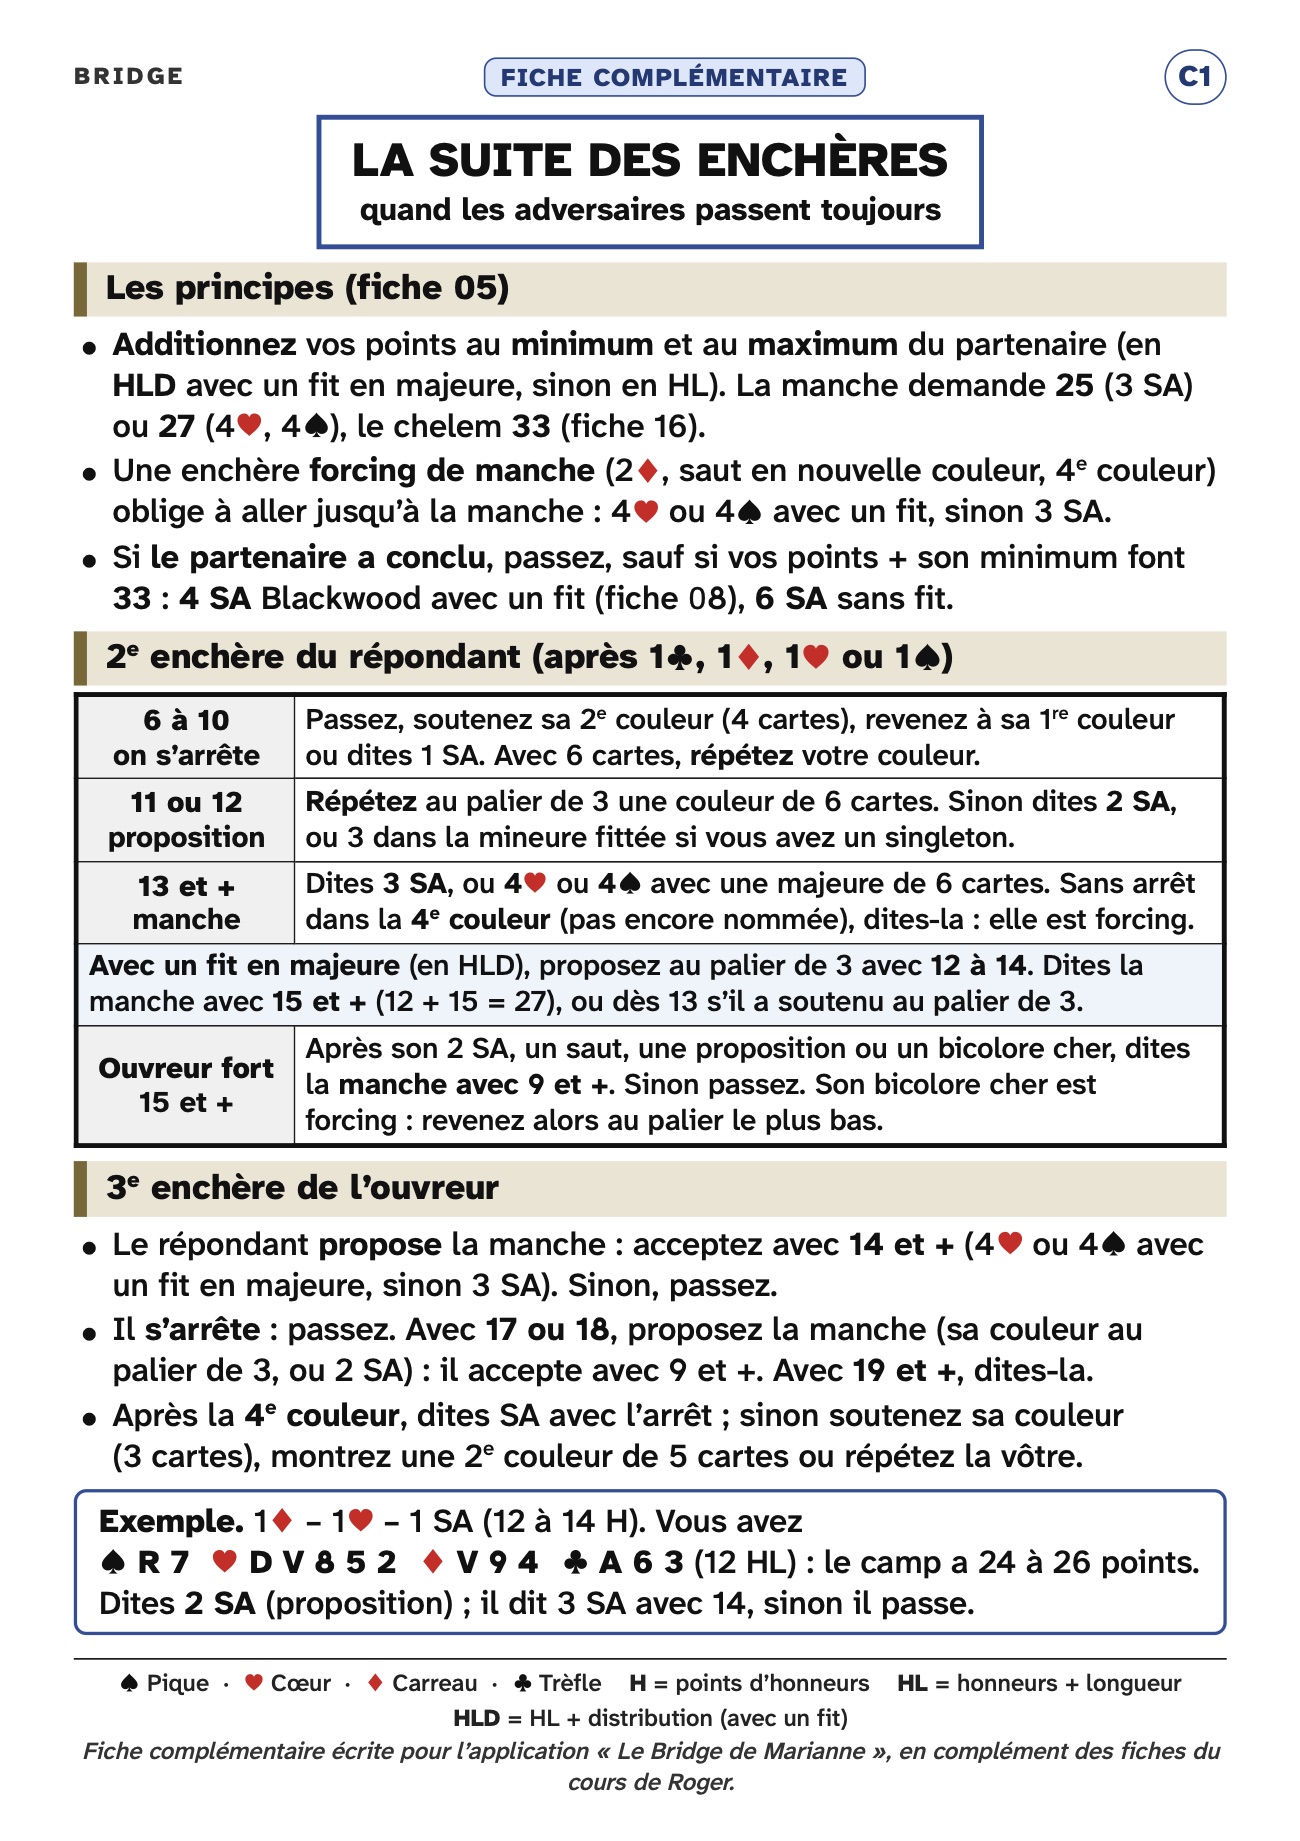 BRIDGE
FICHE COMPLÉMENTAIRE
C1
LA SUITE DES ENCHÈRES
quand les adversaires passent toujours
Les principes (fiche 05)
• Additionnez vos points au minimum et au maximum du partenaire (en
HLD avec un fit en majeure, sinon en HL). La manche demande 25 (3 SA)
ou 27 (4♥, 4♠), le chelem 33 (fiche 16).
• Une enchère forcing de manche (2♦, saut en nouvelle couleur, 4e couleur)
oblige à aller jusqu’à la manche : 4♥ ou 4♠ avec un fit, sinon 3 SA.
• Si le partenaire a conclu, passez, sauf si vos points + son minimum font
33 : 4 SA Blackwood avec un fit (fiche 08), 6 SA sans fit.
2e enchère du répondant (après 1♣, 1♦, 1♥ ou 1♠)
6 à 10
on s’arrête
Passez, soutenez sa 2e couleur (4 cartes), revenez à sa 1re couleur
ou dites 1 SA. Avec 6 cartes, répétez votre couleur.
11 ou 12
proposition
Répétez au palier de 3 une couleur de 6 cartes. Sinon dites 2 SA,
ou 3 dans la mineure fittée si vous avez un singleton.
13 et +
manche
Dites 3 SA, ou 4♥ ou 4♠ avec une majeure de 6 cartes. Sans arrêt
dans la 4e couleur (pas encore nommée), dites-la : elle est forcing.
Avec un fit en majeure (en HLD), proposez au palier de 3 avec 12 à 14. Dites la
manche avec 15 et + (12 + 15 = 27), ou dès 13 s’il a soutenu au palier de 3.
Ouvreur fort
15 et +
Après son 2 SA, un saut, une proposition ou un bicolore cher, dites
la manche avec 9 et +. Sinon passez. Son bicolore cher est
forcing : revenez alors au palier le plus bas.
3e enchère de l’ouvreur
• Le répondant propose la manche : acceptez avec 14 et + (4♥ ou 4♠ avec
un fit en majeure, sinon 3 SA). Sinon, passez.
• Il s’arrête : passez. Avec 17 ou 18, proposez la manche (sa couleur au
palier de 3, ou 2 SA) : il accepte avec 9 et +. Avec 19 et +, dites-la.
• Après la 4e couleur, dites SA avec l’arrêt ; sinon soutenez sa couleur
(3 cartes), montrez une 2e couleur de 5 cartes ou répétez la vôtre.
Exemple. 1♦ – 1♥ – 1 SA (12 à 14 H). Vous avez
♠ R 7 ♥ D V 8 5 2 ♦ V 9 4 ♣ A 6 3 (12 HL) : le camp a 24 à 26 points.
Dites 2 SA (proposition) ; il dit 3 SA avec 14, sinon il passe.
♠ Pique · ♥ Cœur · ♦ Carreau · ♣ Trèfle H = points d’honneurs HL = honneurs + longueur
HLD = HL + distribution (avec un fit)
Fiche complémentaire écrite pour l’application « Le Bridge de Marianne », en complément des fiches du
cours de Roger.